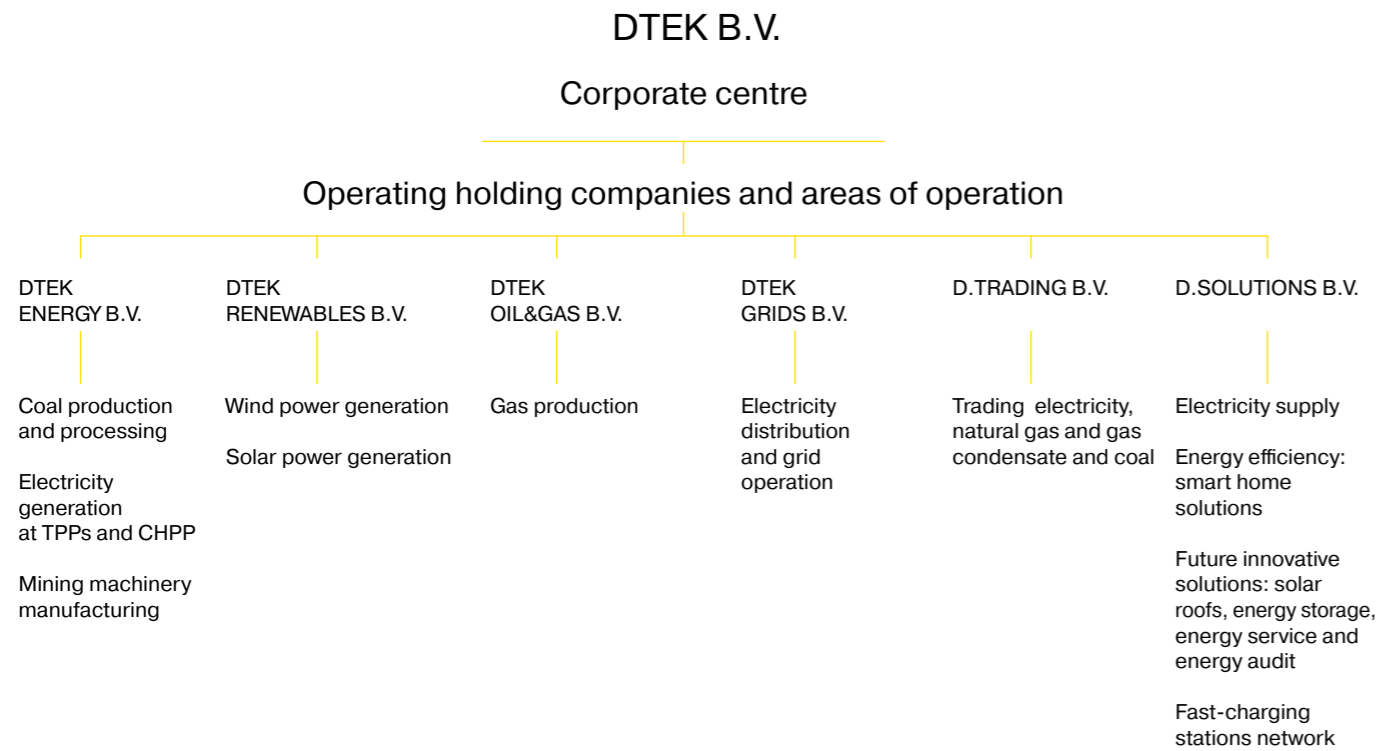 DTEK B.V.
Corporate centre
Operating holding companies and areas of operation
DTEK
ENERGY B.V.
Coal production
and processing
Electricity
generation
at TPPs and CHPP
Mining machinery
manufacturing
DTEK
RENEWABLES B.V.
Wind power generation
Solar power generation
DTEK
OIL&GAS B.V.
Gas production
DTEK
GRIDS B.V.
Electricity
distribution
and grid
operation
D.TRADING B.V.
Trading electricity,
natural gas and gas
condensate and coal
D.SOLUTIONS B.V.
Electricity supply
Energy efficiency:
smart home
solutions
Future innovative
solutions: solar
roofs, energy storage,
energy service and
energy audit
Fast-charging
stations network